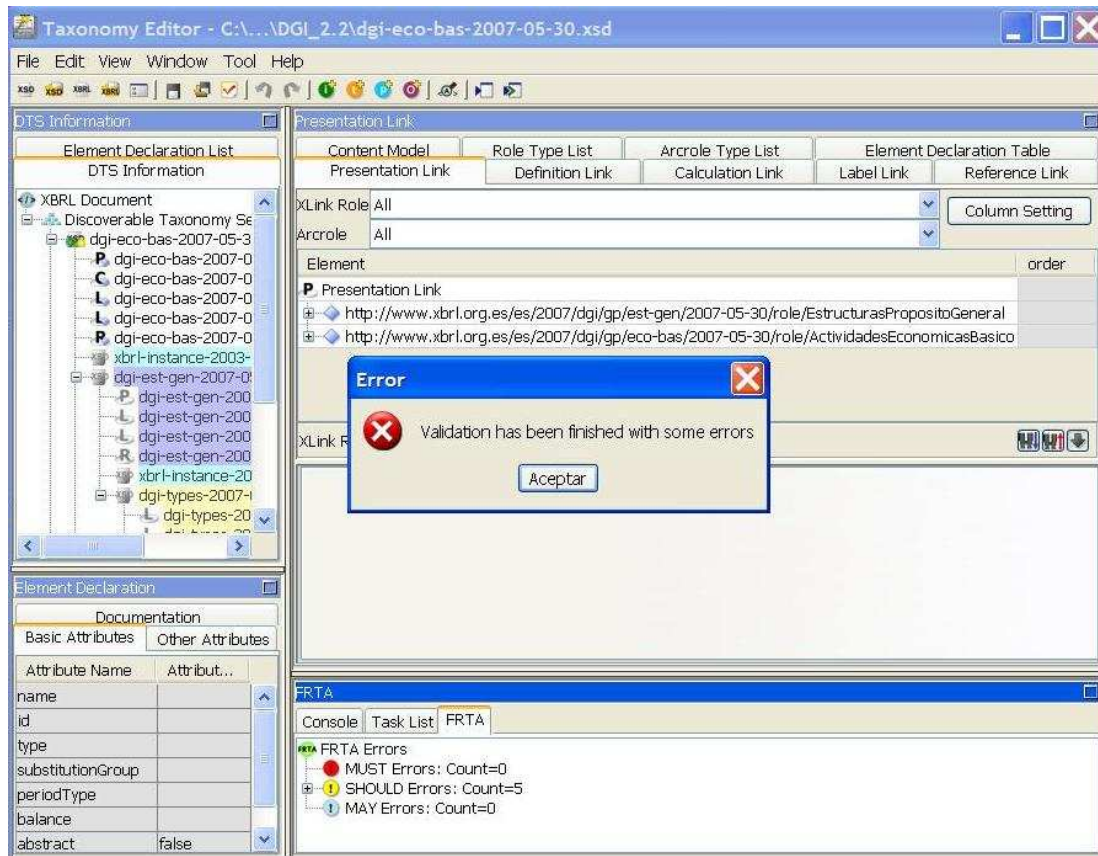 Taxonomy Editor - C:\...\DGI_2.2\dgi-eco-bas-2007-05-30.xsd
File Edit View Window Tool Help
XSD XSD XBRL XBRL
DTS Information
Element Declaration List
DTS Information
XBRL Document
Discoverable Taxonomy Se
dgi-eco-bas-2007-05-3
P dgi-eco-bas-2007-0
C dgi-eco-bas-2007-0
L dgi-eco-bas-2007-0
L dgi-eco-bas-2007-0
P dgi-eco-bas-2007-0
xbrl-instance-2003-
dgi-est-gen-2007-0
P dgi-est-gen-200
L dgi-est-gen-200
L dgi-est-gen-200
R dgi-est-gen-200
xbrl-instance-20
dgi-types-2007-
L dgi-types-20
Presentation Link
Content Model Role Type List Arcrole Type List Element Declaration Table
Presentation Link Definition Link Calculation Link Label Link Reference Link
XLink Role All
Column Setting
Arcrole All
Element order
P Presentation Link
http://www.xbrl.org.es/es/2007/dgi/gp/est-gen/2007-05-30/role/EstructurasPropositoGeneral
http://www.xbrl.org.es/es/2007/dgi/gp/eco-bas/2007-05-30/role/ActividadesEconomicasBasico
XLink R
Error
Validation has been finished with some errors
Aceptar
Element Declaration
Documentation
Basic Attributes Other Attributes
Attribute Name Attribut...
name
id
type
substitutionGroup
periodType
balance
abstract false
FRTA
Console Task List FRTA
FRTA FRTA Errors
MUST Errors: Count=0
SHOULD Errors: Count=5
MAY Errors: Count=0